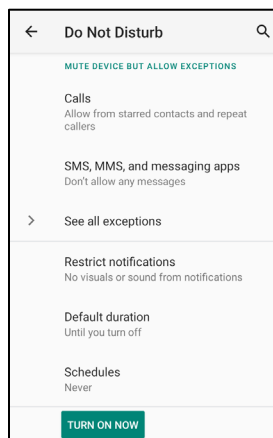 Do Not Disturb
MUTE DEVICE BUT ALLOW EXCEPTIONS
Calls
Allow from starred contacts and repeat
callers
SMS, MMS, and messaging apps
Don't allow any messages
See all exceptions
Restrict notifications
No visuals or sound from notifications
Default duration
Until you turn off
Schedules
Never
TURN ON NOW